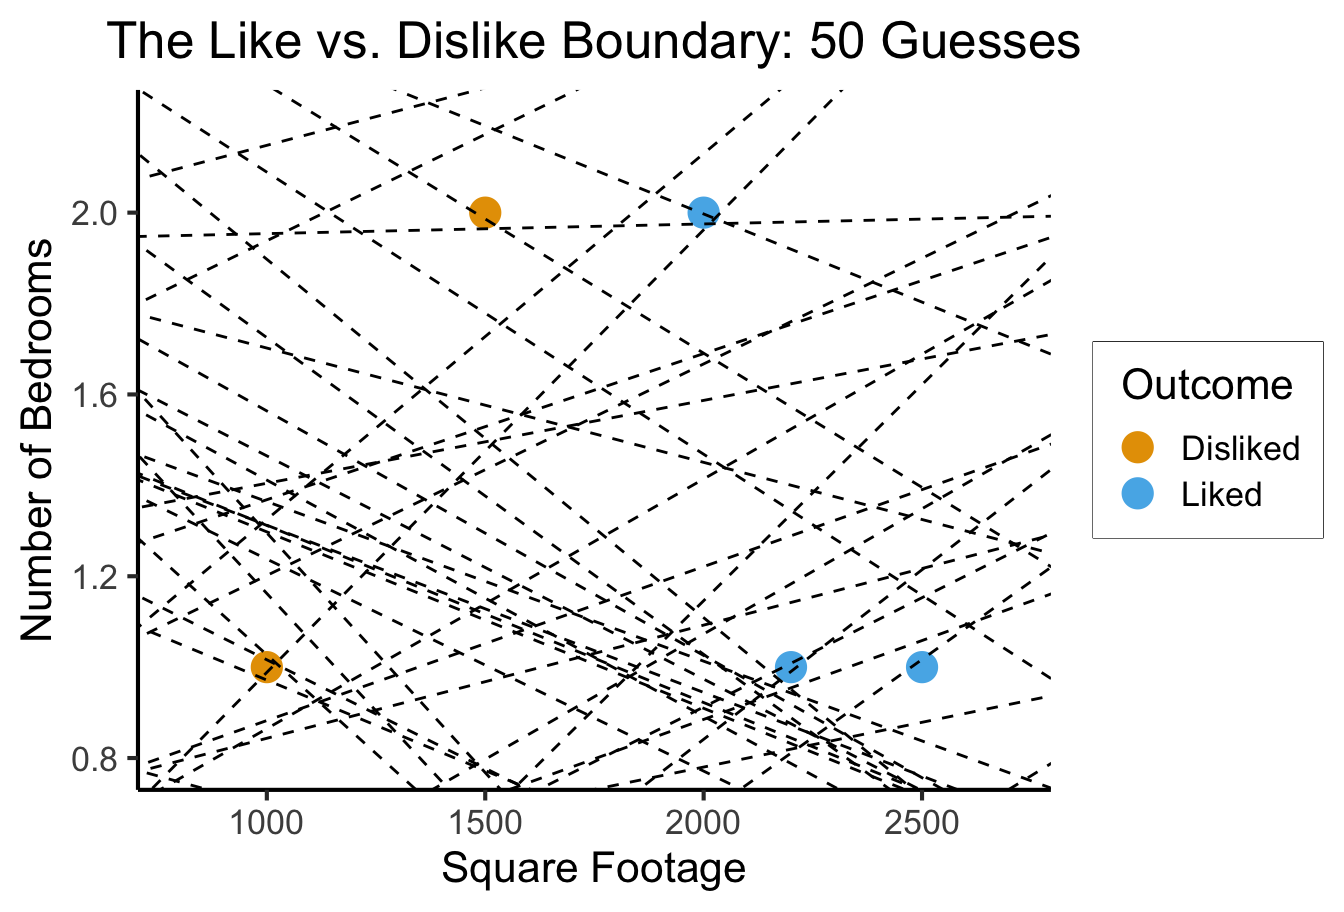 The Like vs. Dislike Boundary: 50 Guesses
Number of Bedrooms
2.0
1.6
1.2
0.8
1000 1500 2000 2500
Square Footage
Outcome
Disliked
Liked